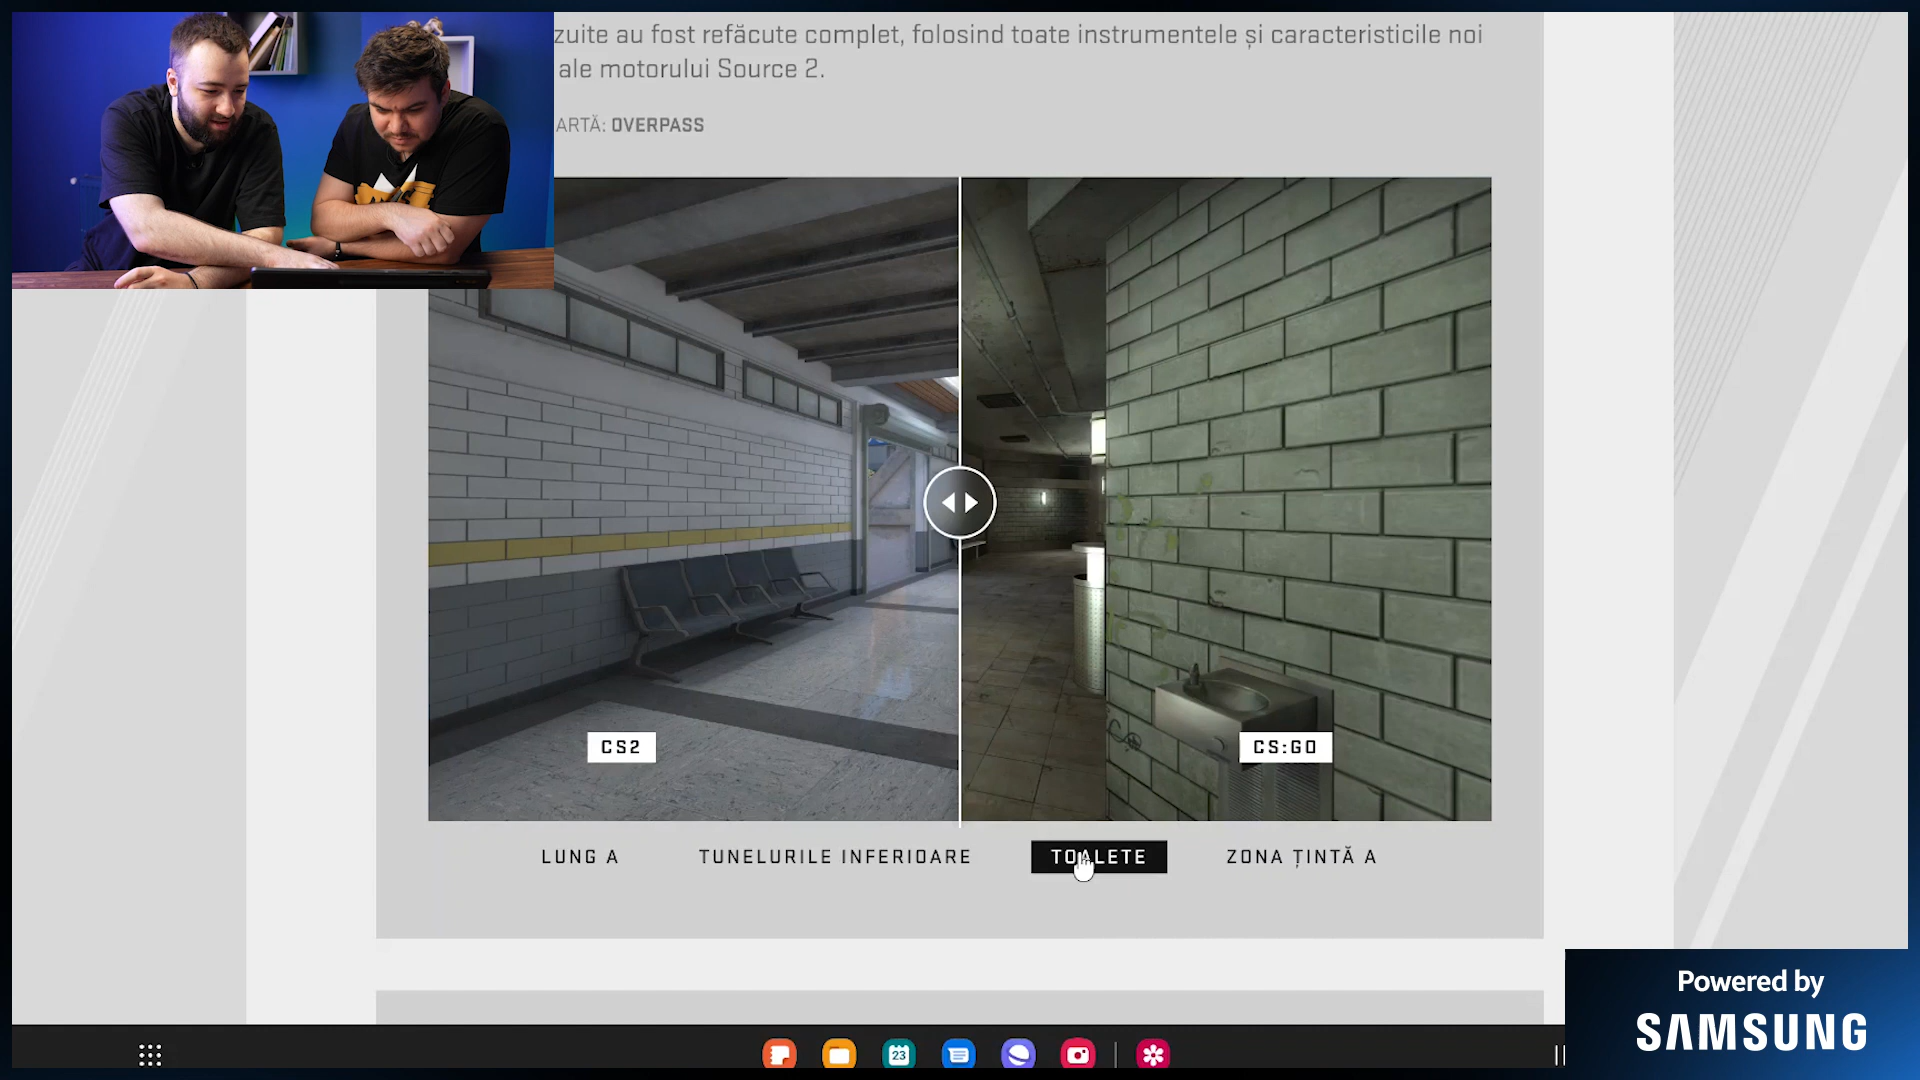 zuite au fost refăcute complet, folosind toate instrumentele și caracteristicile noi
ale motorului Source 2.
ARTĂ: OVERPASS
CS2
CS:GO
LUNG A
TUNELURILE INFERIOARE
TOALETE
ZONA ȚINTĂ A
23
Powered by
SAMSUNG